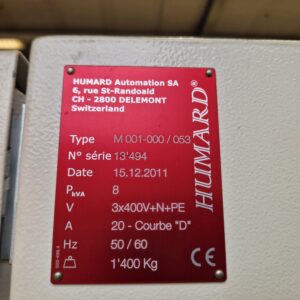 HUMARD Automation SA
6, rue St-Randoald
CH - 2800 DELEMONT
Switzerland
Type M 001-000 / 053
N° série 13'494
Date 15.12.2011
PkVA 8
V 3x400V+N+PE
A 20 - Courbe "D"
Hz 50 / 60
1'400 Kg
HUMARD®
CE